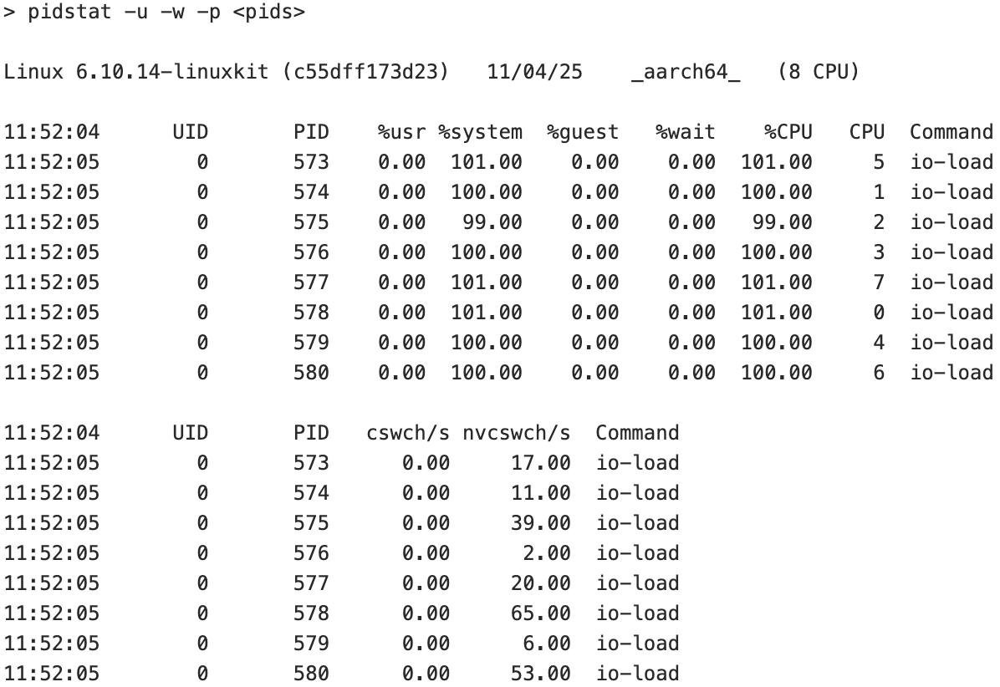 > pidstat -u -w -p <pids>
Linux 6.10.14-linuxkit (c55dff173d23) 11/04/25 _aarch64_ (8 CPU)
11:52:04 UID PID %usr %system %guest %wait %CPU CPU Command
11:52:05 0 573 0.00 101.00 0.00 0.00 101.00 5 io-load
11:52:05 0 574 0.00 100.00 0.00 0.00 100.00 1 io-load
11:52:05 0 575 0.00 99.00 0.00 0.00 99.00 2 io-load
11:52:05 0 576 0.00 100.00 0.00 0.00 100.00 3 io-load
11:52:05 0 577 0.00 101.00 0.00 0.00 101.00 7 io-load
11:52:05 0 578 0.00 101.00 0.00 0.00 101.00 0 io-load
11:52:05 0 579 0.00 100.00 0.00 0.00 100.00 4 io-load
11:52:05 0 580 0.00 100.00 0.00 0.00 100.00 6 io-load
11:52:04 UID PID cswch/s nvcswch/s Command
11:52:05 0 573 0.00 17.00 io-load
11:52:05 0 574 0.00 11.00 io-load
11:52:05 0 575 0.00 39.00 io-load
11:52:05 0 576 0.00 2.00 io-load
11:52:05 0 577 0.00 20.00 io-load
11:52:05 0 578 0.00 65.00 io-load
11:52:05 0 579 0.00 6.00 io-load
11:52:05 0 580 0.00 53.00 io-load